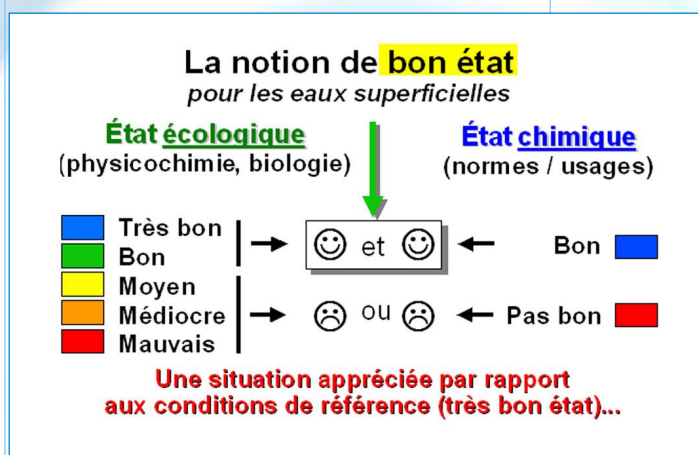 La notion de bon état
pour les eaux superficielles
État écologique
(physicochimie, biologie)
État chimique
(normes / usages)
Très bon
Bon
Moyen
Médiocre
Mauvais
et
ou
Bon
Pas bon
Une situation appréciée par rapport
aux conditions de référence (très bon état)...